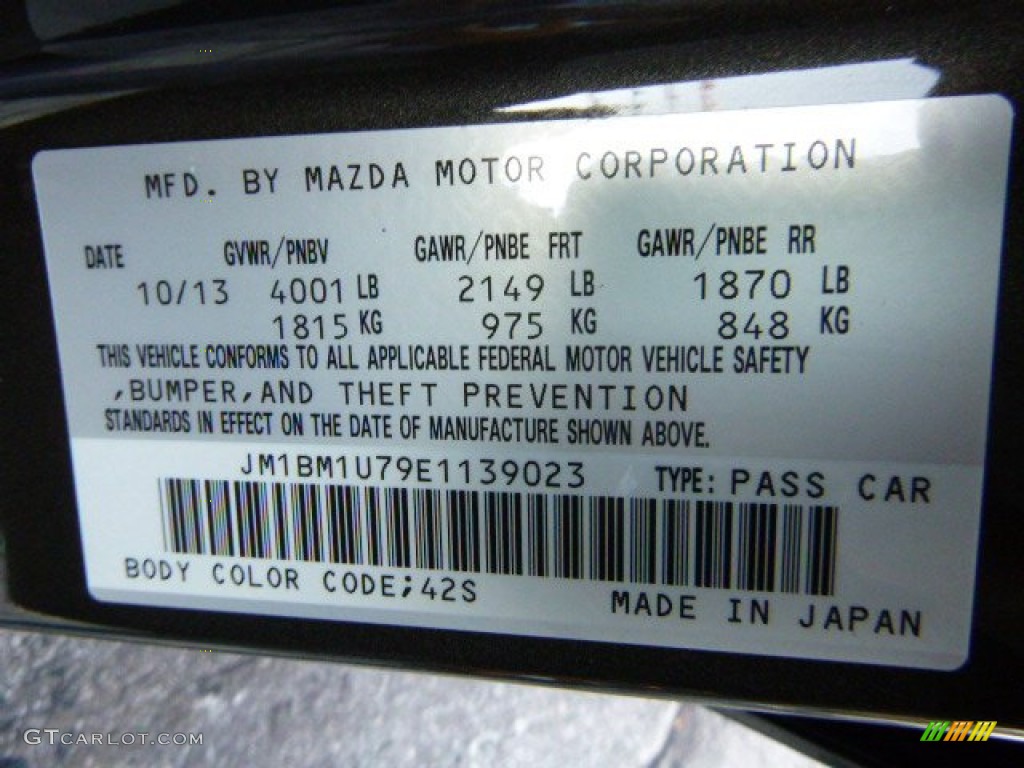 MFD. BY MAZDA MOTOR CORPORATION
DATE GVWR/PNBV GAWR/PNBE FRT GAWR/PNBE RR
10/13 4001 LB 2149 LB 1870 LB
1815 KG 975 KG 848 KG
THIS VEHICLE CONFORMS TO ALL APPLICABLE FEDERAL MOTOR VEHICLE SAFETY
,BUMPER,AND THEFT PREVENTION
STANDARDS IN EFFECT ON THE DATE OF MANUFACTURE SHOWN ABOVE.
JM1BM1U79E1139023 TYPE: PASS CAR
BODY COLOR CODE;42S
MADE IN JAPAN
GTCARLOT.COM